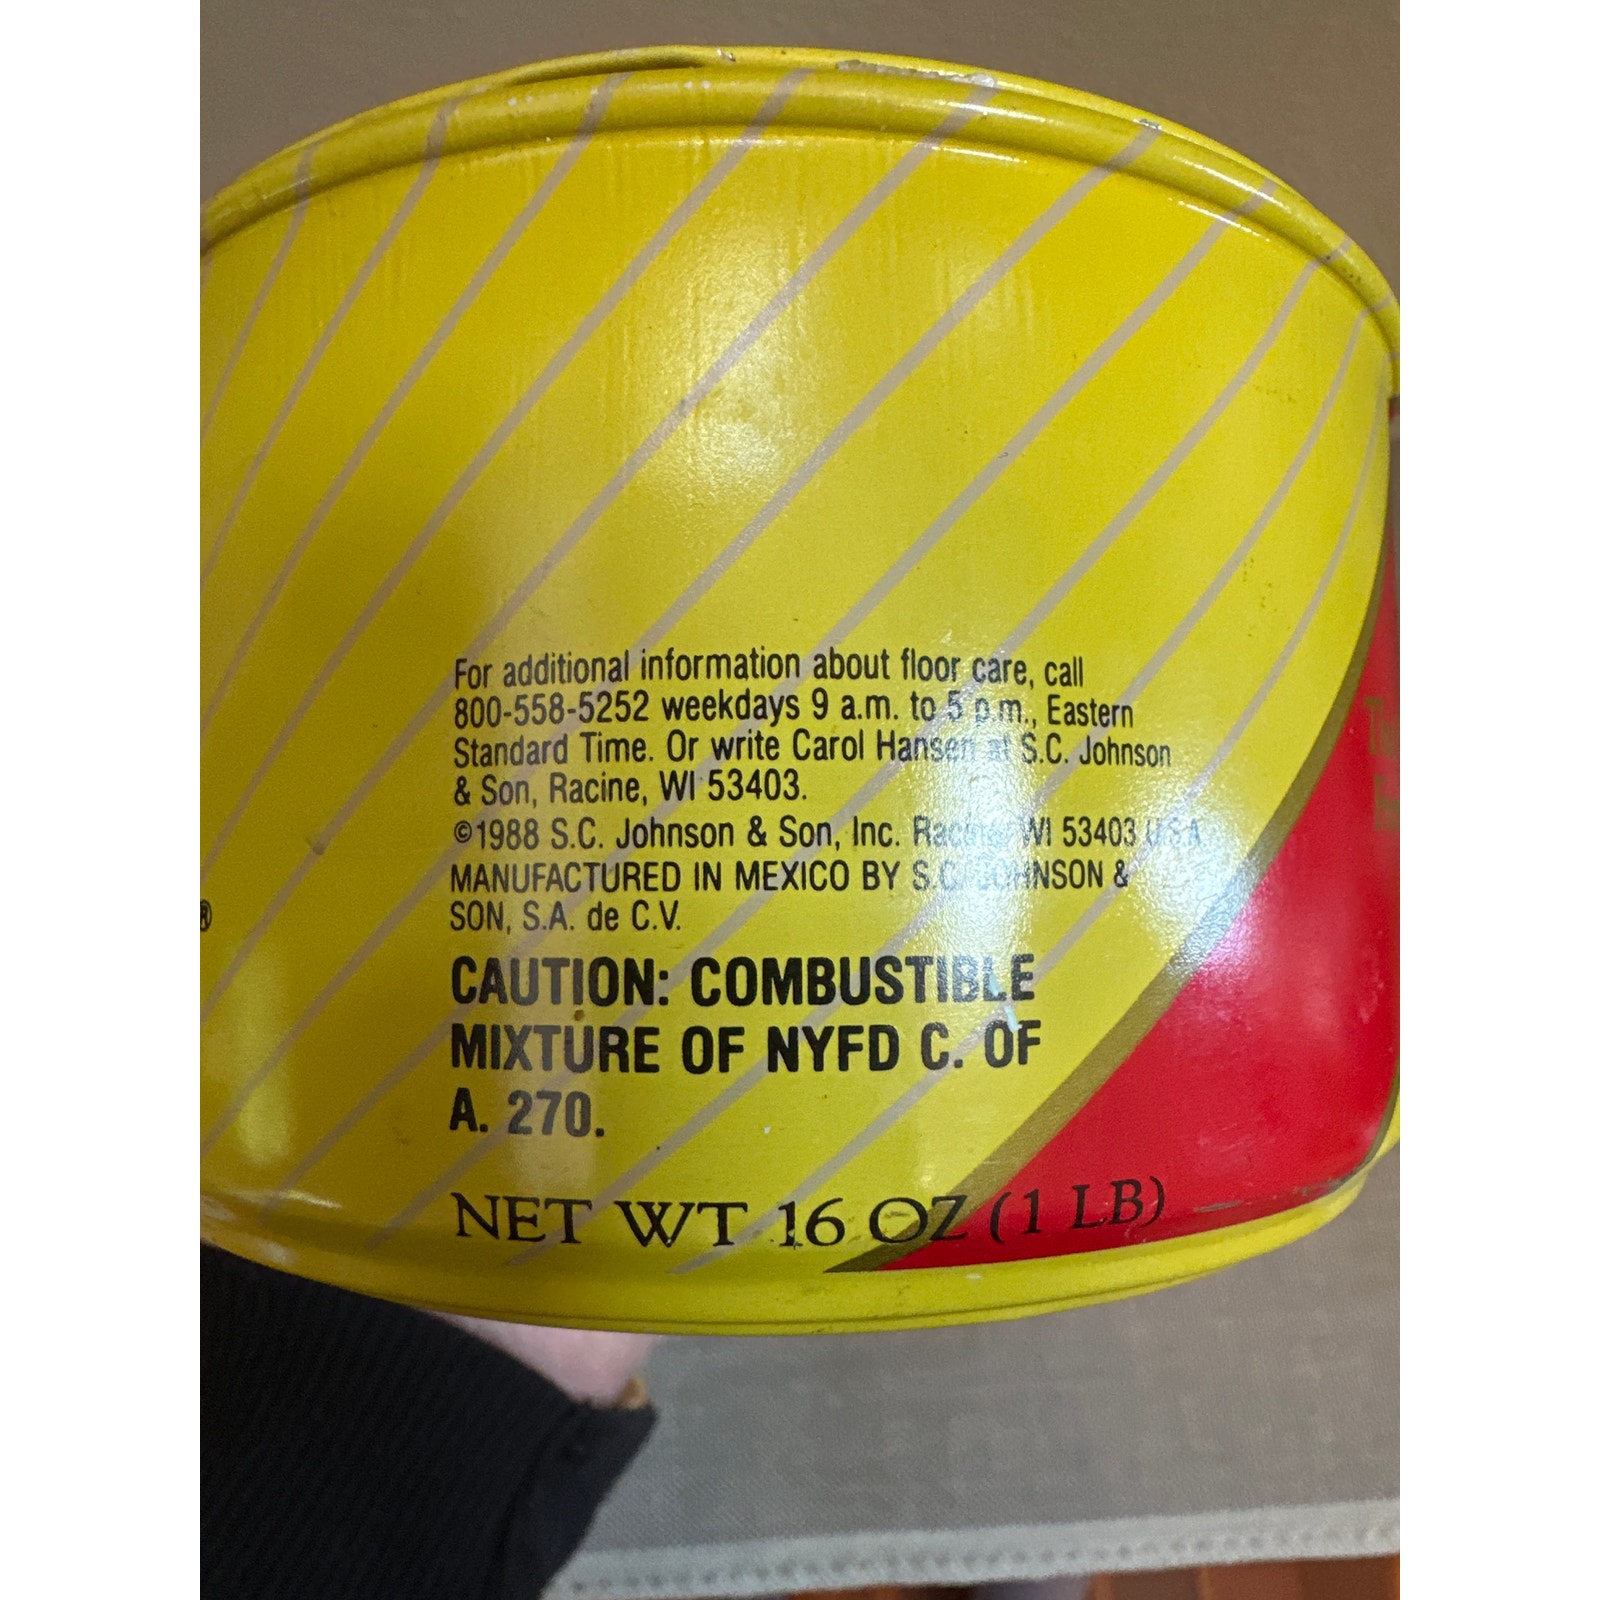 For additional information about floor care, call
800-558-5252 weekdays 9 a.m. to 5 p.m., Eastern
Standard Time. Or write Carol Hansen at S.C. Johnson
& Son, Racine, WI 53403.
©1988 S.C. Johnson & Son, Inc. Racine, WI 53403 U.S.A.
MANUFACTURED IN MEXICO BY S.C. JOHNSON &
SON, S.A. de C.V.
®
CAUTION: COMBUSTIBLE
MIXTURE OF NYFD C. OF
A. 270.
NET WT 16 OZ (1 LB)